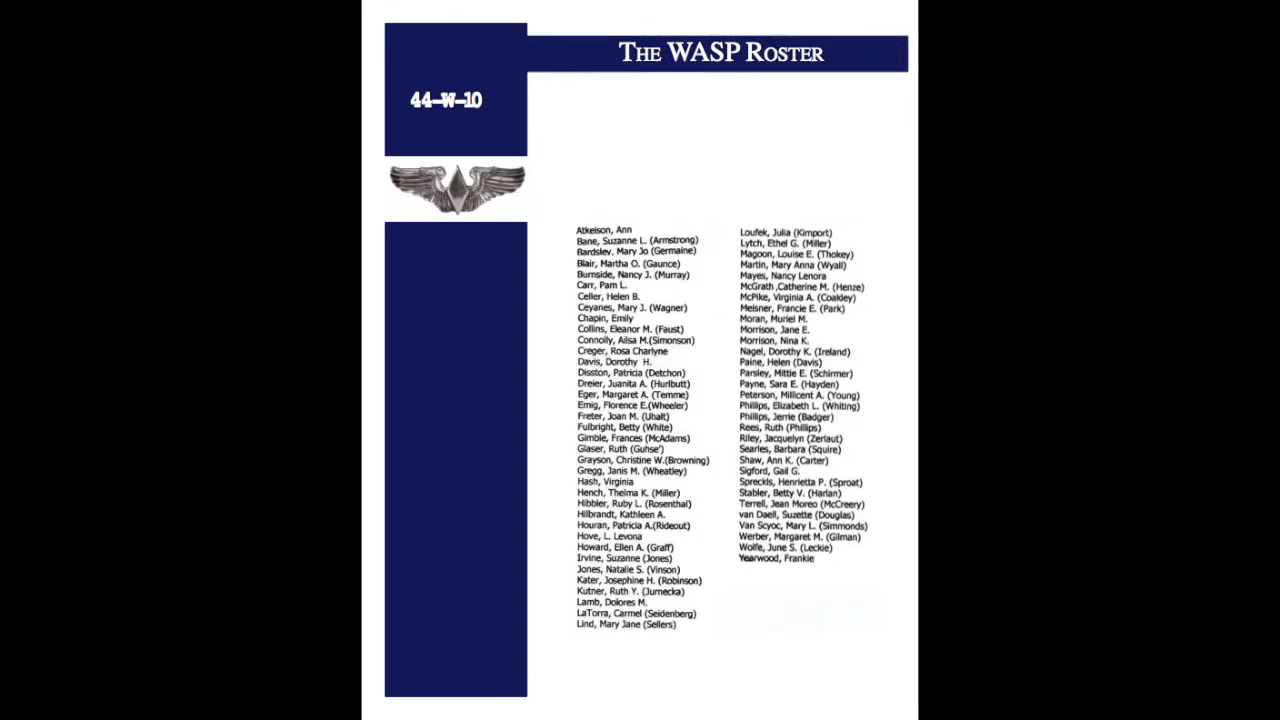 THE WASP ROSTER
44-W-10
Atkeison, Ann
Bane, Suzanne L. (Armstrong)
Bardsley, Mary Jo (Germaine)
Blair, Martha O. (Gaunce)
Burnside, Nancy J. (Murray)
Carr, Pam L.
Celler, Helen B.
Ceyanes, Mary J. (Wagner)
Chapin, Emily
Collins, Eleanor M. (Faust)
Connolly, Ailsa M.(Simonson)
Creger, Rosa Charlyne
Davis, Dorothy H.
Disston, Patricia (Detchon)
Dreier, Juanita A. (Hurlbutt)
Eger, Margaret A. (Temme)
Emig, Florence E.(Wheeler)
Freter, Joan M. (Uhalt)
Fulbright, Betty (White)
Gimble, Frances (McAdams)
Glaser, Ruth (Guhse')
Grayson, Christine W.(Browning)
Gregg, Janis M. (Wheatley)
Hash, Virginia
Hench, Thelma K. (Miller)
Hibbler, Ruby L. (Rosenthal)
Hilbrandt, Kathleen A.
Houran, Patricia A.(Rideout)
Hove, L. Levona
Howard, Ellen A. (Graff)
Irvine, Suzanne (Jones)
Jones, Natalie S. (Vinson)
Kater, Josephine H. (Robinson)
Kutner, Ruth Y. (Jurnecka)
Lamb, Dolores M.
LaTorra, Carmel (Seidenberg)
Lind, Mary Jane (Sellers)
Loufek, Julia (Kimport)
Lytch, Ethel G. (Miller)
Magoon, Louise E. (Thokey)
Martin, Mary Anna (Wyall)
Mayes, Nancy Lenora
McGrath ,Catherine M. (Henze)
McPike, Virginia A. (Coakley)
Meisner, Francie E. (Park)
Moran, Muriel M.
Morrison, Jane E.
Morrison, Nina K.
Nagel, Dorothy K. (Ireland)
Paine, Helen (Davis)
Parsley, Mittie E. (Schirmer)
Payne, Sara E. (Hayden)
Peterson, Millicent A. (Young)
Phillips, Elizabeth L. (Whiting)
Phillips, Jerrie (Badger)
Rees, Ruth (Phillips)
Riley, Jacquelyn (Zerlaut)
Searles, Barbara (Squire)
Shaw, Ann K. (Carter)
Sigford, Gail G.
Spreckls, Henrietta P. (Sproat)
Stabler, Betty V. (Harlan)
Terrell, Jean Moreo (McCreery)
van Daell, Suzette (Douglas)
Van Scyoc, Mary L. (Simmonds)
Werber, Margaret M. (Gilman)
Wolfe, June S. (Leckie)
Yearwood, Frankie